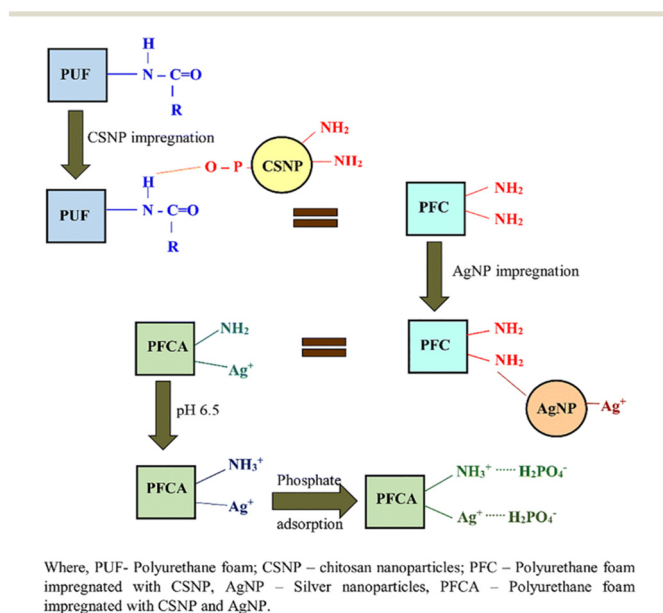 H
PUF
N – C=O
R
CSNP impregnation
NH2
NH2
H
O – P
CSNP
PUF
N – C=O
R
NH2
PFC
NH2
AgNP impregnation
NH2
PFCA
Ag+
NH2
PFC
NH2
AgNP
Ag+
pH 6.5
NH3+
PFCA
Ag+
Phosphate
adsorption
NH3+ ······ H2PO4-
PFCA
Ag+ ······ H2PO4-
Where, PUF- Polyurethane foam; CSNP – chitosan nanoparticles; PFC – Polyurethane foam
impregnated with CSNP, AgNP – Silver nanoparticles, PFCA – Polyurethane foam
impregnated with CSNP and AgNP.